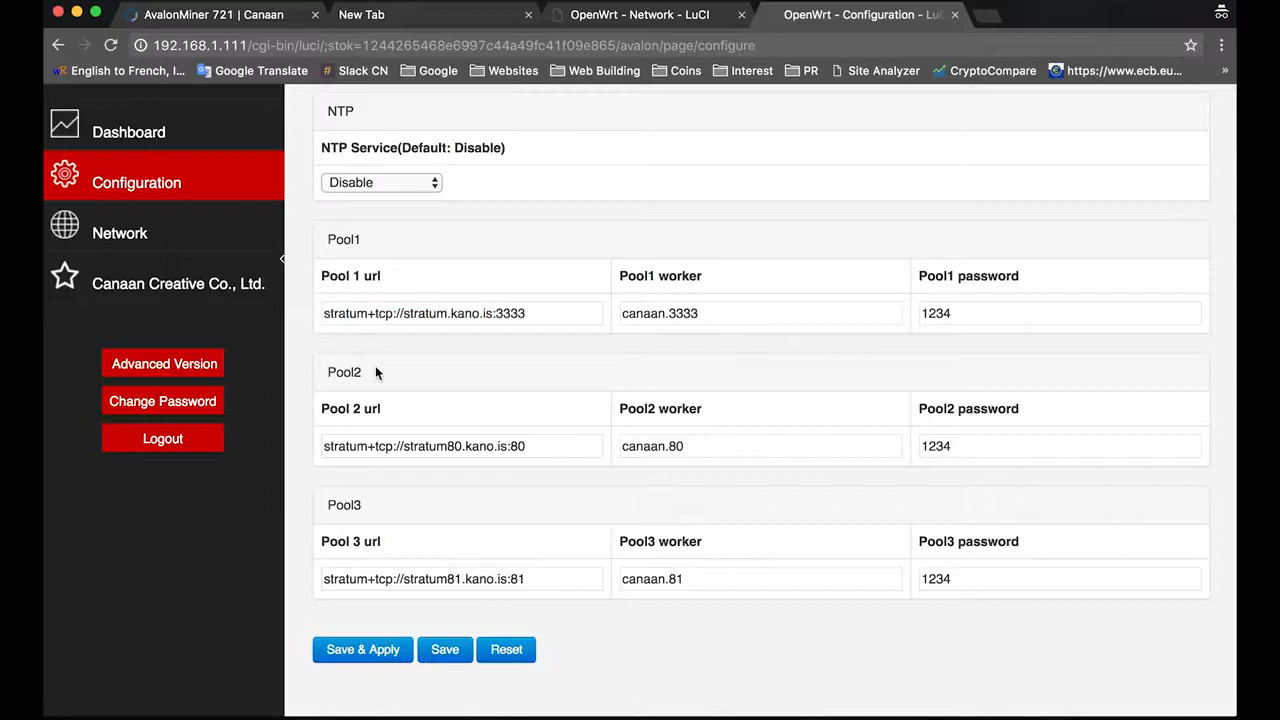 AvalonMiner 721 | Canaan
New Tab
OpenWrt - Network - LuCI
OpenWrt - Configuration - LuC
192.168.1.111/cgi-bin/luci/;stok=1244265468e6997c44a49fc41f09e865/avalon/page/configure
English to French, I...
Google Translate
Slack CN
Google
Websites
Web Building
Coins
Interest
PR
Site Analyzer
CryptoCompare
https://www.ecb.eu...
»
Dashboard
Configuration
Network
Canaan Creative Co., Ltd.
Advanced Version
Change Password
Logout
NTP
NTP Service(Default: Disable)
Disable
Pool1
Pool 1 url Pool1 worker Pool1 password
stratum+tcp://stratum.kano.is:3333 canaan.3333 1234
Pool2
Pool 2 url Pool2 worker Pool2 password
stratum+tcp://stratum80.kano.is:80 canaan.80 1234
Pool3
Pool 3 url Pool3 worker Pool3 password
stratum+tcp://stratum81.kano.is:81 canaan.81 1234
Save & Apply Save Reset